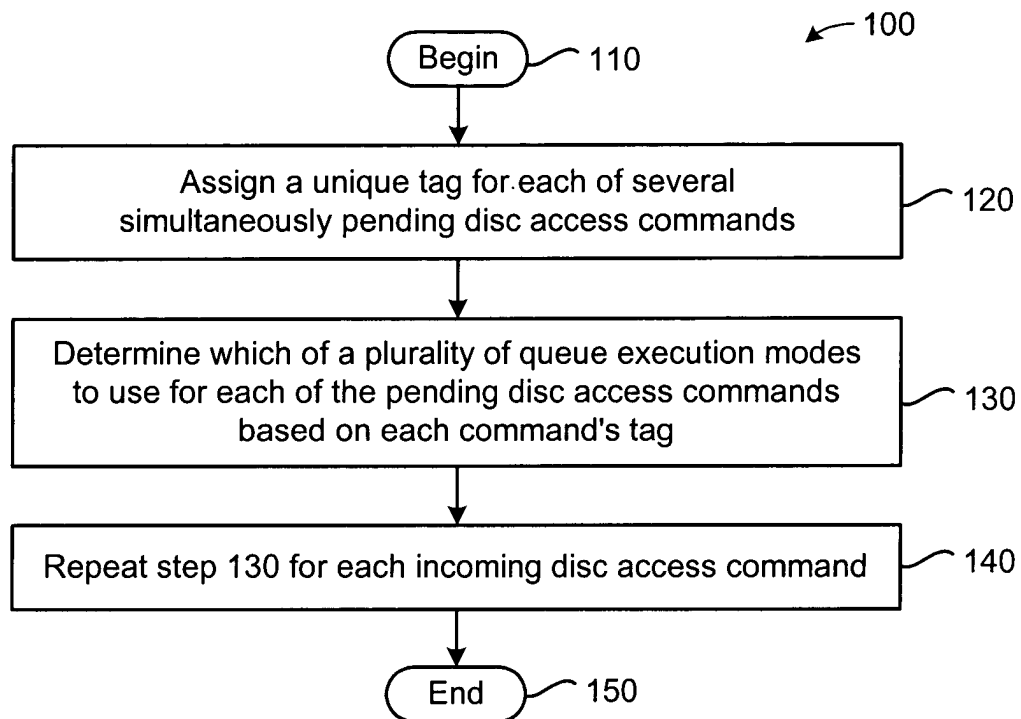 100
Begin
110
Assign a unique tag for each of several
simultaneously pending disc access commands
120
Determine which of a plurality of queue execution modes
to use for each of the pending disc access commands
based on each command's tag
130
Repeat step 130 for each incoming disc access command
140
End
150